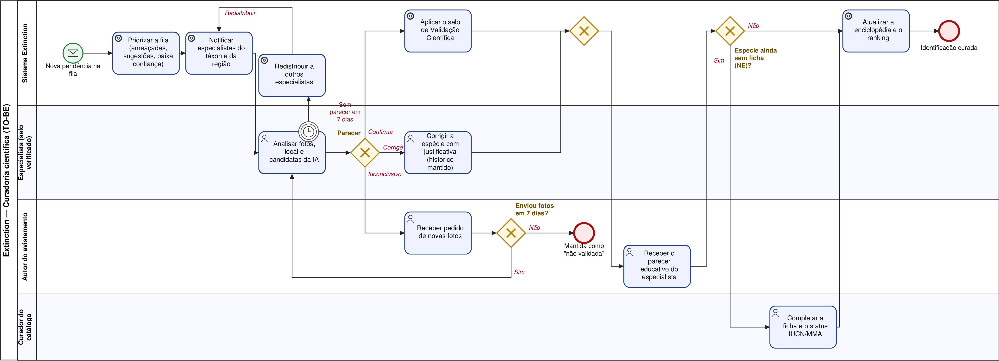 Extinction — Curadoria científica (TO-BE)
Sistema Extinction
Nova pendência na
fila
Priorizar a fila
(ameaçadas,
sugestões, baixa
confiança)
Notificar
especialistas do
táxon e da
região
Redistribuir
Redistribuir a
outros
especialistas
Aplicar o selo
de Validação
Científica
Não
Espécie ainda
sem ficha
(NE)?
Sim
Atualizar a
enciclopédia e o
ranking
Identificação curada
Especialista (selo
verificado)
Sem
parecer em
7 dias
Analisar fotos,
local e
candidatas da IA
Parecer
Confirma
Corrige
Inconclusivo
Corrigir a
espécie com
justificativa
(histórico
mantido)
Autor do avistamento
Receber pedido
de novas fotos
Enviou fotos
em 7 dias?
Não
Sim
Mantida como
"não validada"
Receber o
parecer
educativo do
especialista
Curador do
catálogo
Completar a
ficha e o status
IUCN/MMA